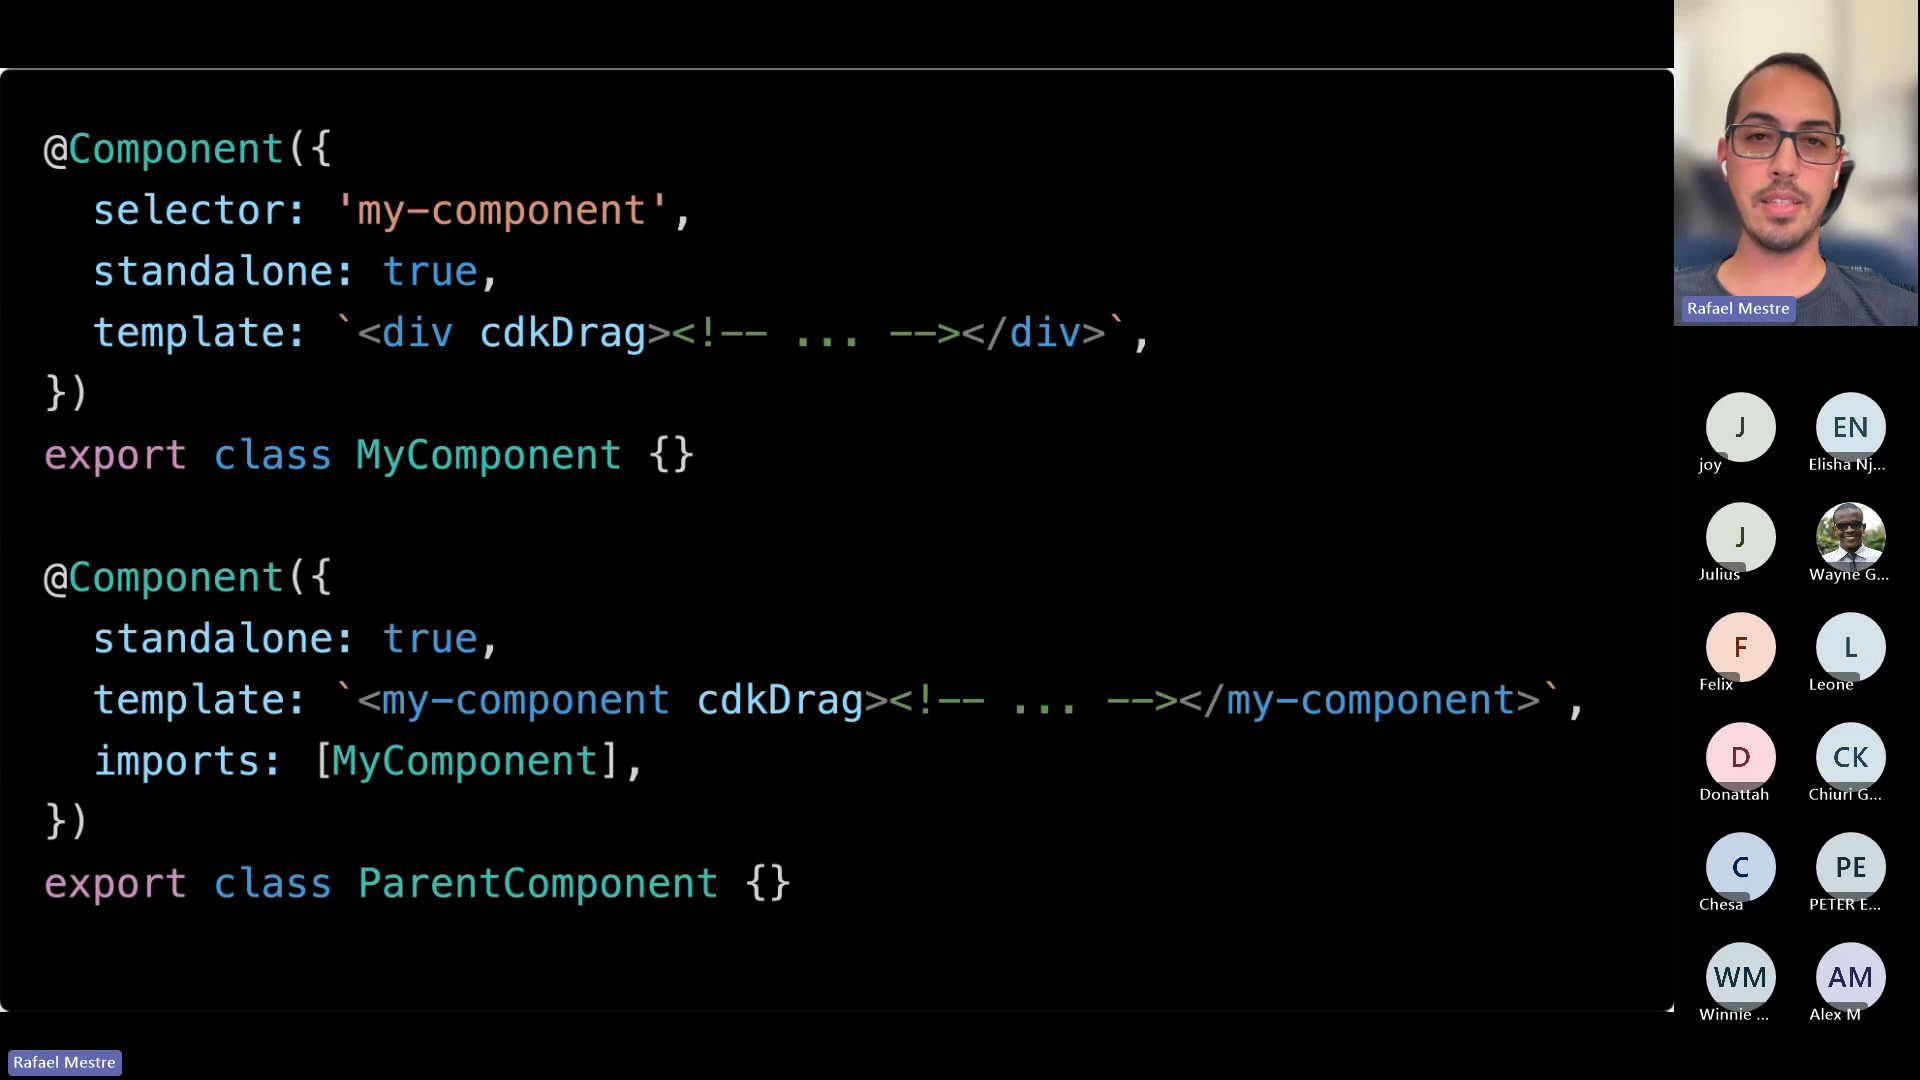 @Component({
  selector: 'my-component',
  standalone: true,
  template: `<div cdkDrag><!-- ... --></div>`,
})
export class MyComponent {}
@Component({
  standalone: true,
  template: `<my-component cdkDrag><!-- ... --></my-component>`,
  imports: [MyComponent],
})
export class ParentComponent {}
Rafael Mestre
J
EN
joy
Elisha Nj...
J
Julius
Wayne G...
F
L
Felix
Leone
D
CK
Donattah
Chiuri G...
C
PE
Chesa
PETER E...
WM
AM
Winnie ...
Alex M
Rafael Mestre